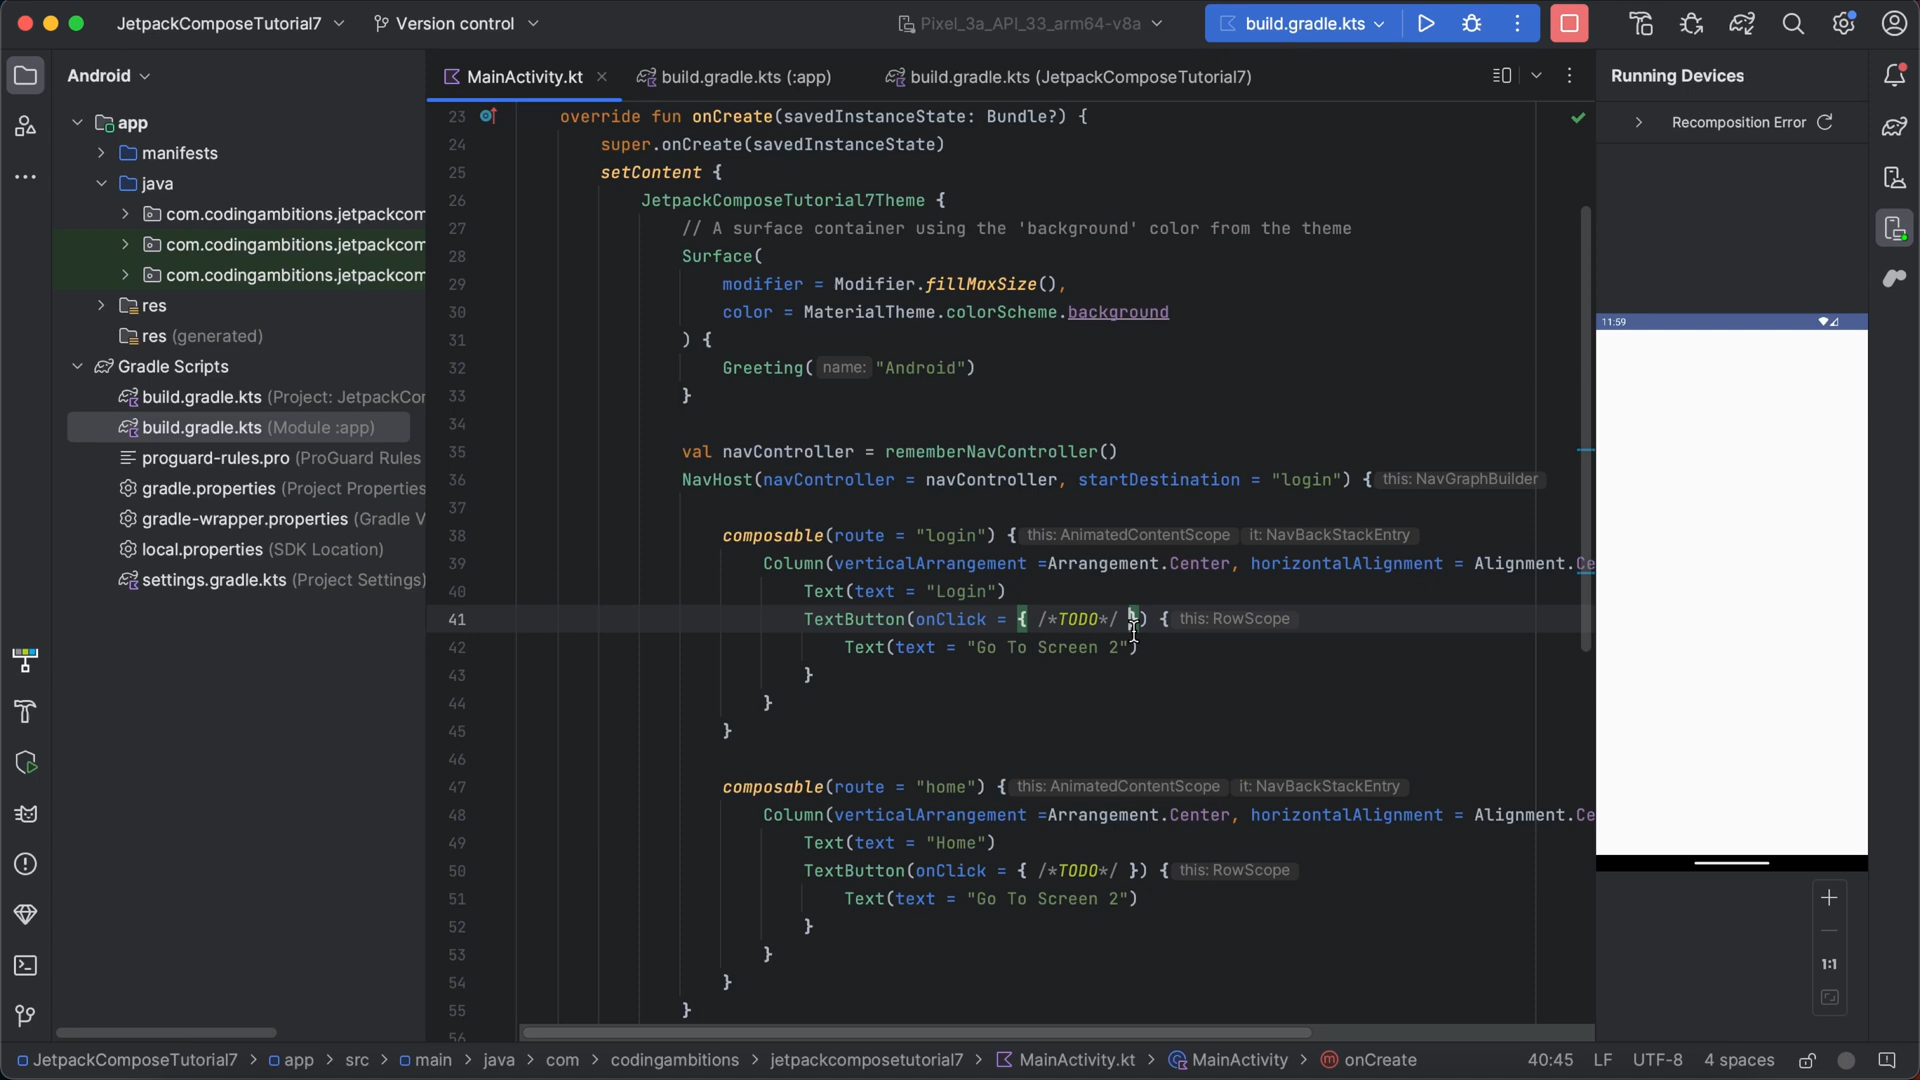 JetpackComposeTutorial7
Version control
Pixel_3a_API_33_arm64-v8a
build.gradle.kts
Android
MainActivity.kt
build.gradle.kts (:app)
build.gradle.kts (JetpackComposeTutorial7)
Running Devices
Recomposition Error
app
manifests
java
com.codingambitions.jetpackcom
com.codingambitions.jetpackcom
com.codingambitions.jetpackcom
res
res (generated)
Gradle Scripts
build.gradle.kts (Project: JetpackCor
build.gradle.kts (Module :app)
proguard-rules.pro (ProGuard Rules
gradle.properties (Project Properties
gradle-wrapper.properties (Gradle V
local.properties (SDK Location)
settings.gradle.kts (Project Settings)
23 override fun onCreate(savedInstanceState: Bundle?) {
24 super.onCreate(savedInstanceState)
25 setContent {
26 JetpackComposeTutorial7Theme {
27 // A surface container using the 'background' color from the theme
28 Surface(
29 modifier = Modifier.fillMaxSize(),
30 color = MaterialTheme.colorScheme.background
31 ) {
32 Greeting( name: "Android")
33 }
34
35 val navController = rememberNavController()
36 NavHost(navController = navController, startDestination = "login") { this: NavGraphBuilder
37
38 composable(route = "login") { this: AnimatedContentScope it: NavBackStackEntry
39 Column(verticalArrangement =Arrangement.Center, horizontalAlignment = Alignment.Ce
40 Text(text = "Login")
41 TextButton(onClick = { /*TODO*/ }) { this: RowScope
42 Text(text = "Go To Screen 2")
43 }
44 }
45 }
46
47 composable(route = "home") { this: AnimatedContentScope it: NavBackStackEntry
48 Column(verticalArrangement =Arrangement.Center, horizontalAlignment = Alignment.Ce
49 Text(text = "Home")
50 TextButton(onClick = { /*TODO*/ }) { this: RowScope
51 Text(text = "Go To Screen 2")
52 }
53 }
54 }
55 }
56
11:59
1:1
JetpackComposeTutorial7 > app > src > main > java > com > codingambitions > jetpackcomposetutorial7 > MainActivity.kt > MainActivity > onCreate
40:45 LF UTF-8 4 spaces